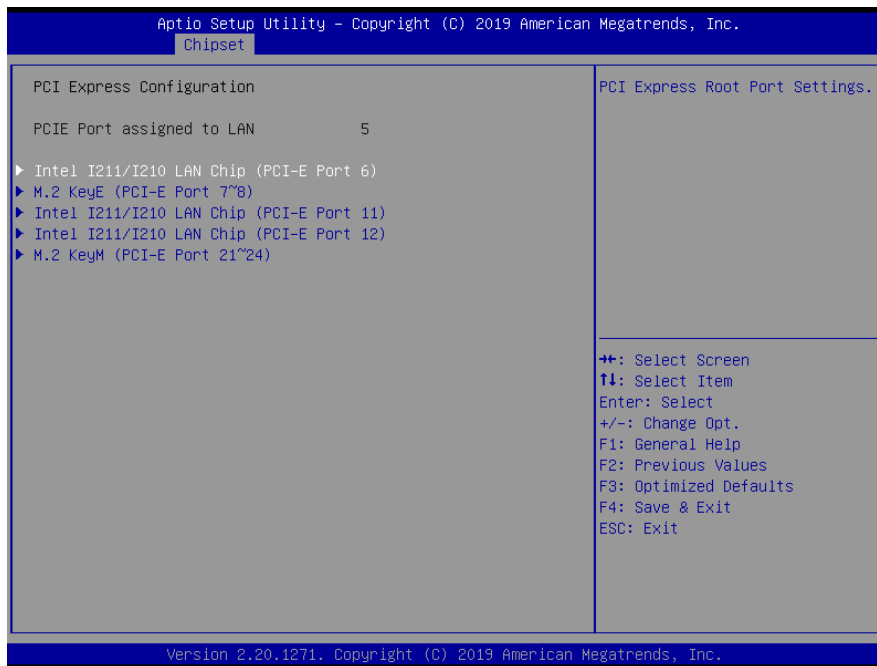 Aptio Setup Utility – Copyright (C) 2019 American Megatrends, Inc.
Chipset
PCI Express Configuration
PCIE Port assigned to LAN 5
▶ Intel I211/I210 LAN Chip (PCI-E Port 6)
▶ M.2 KeyE (PCI-E Port 7~8)
▶ Intel I211/I210 LAN Chip (PCI-E Port 11)
▶ Intel I211/I210 LAN Chip (PCI-E Port 12)
▶ M.2 KeyM (PCI-E Port 21~24)
PCI Express Root Port Settings.
→←: Select Screen
↑↓: Select Item
Enter: Select
+/-: Change Opt.
F1: General Help
F2: Previous Values
F3: Optimized Defaults
F4: Save & Exit
ESC: Exit
Version 2.20.1271. Copyright (C) 2019 American Megatrends, Inc.